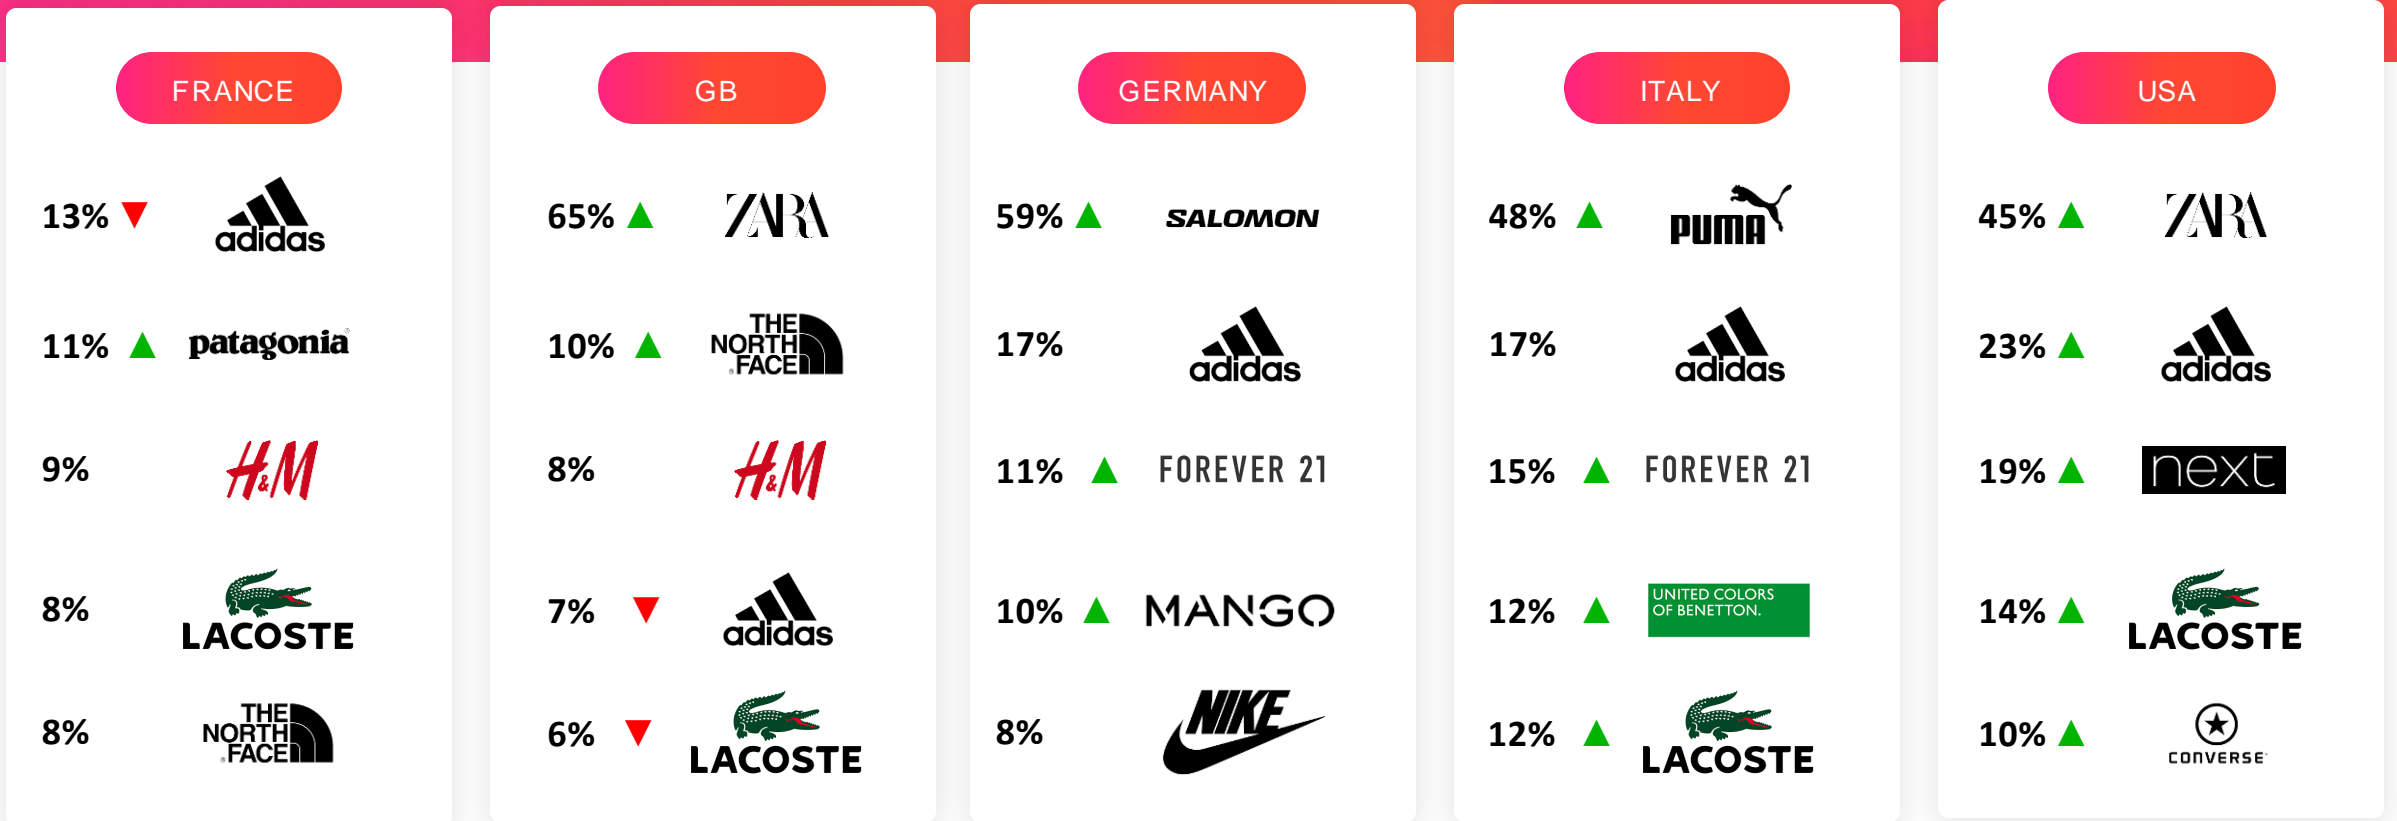 FRANCE
13% adidas
11% patagonia®
9% H&M
8% LACOSTE
8% THE
NORTH
®FACE
GB
65% ZARA
10% THE
NORTH
®FACE
8% H&M
7% adidas
6% LACOSTE
GERMANY
59% SALOMON
17% adidas
11% FOREVER 21
10% MANGO
8% NIKE
ITALY
48% PUMA
17% adidas
15% FOREVER 21
12% UNITED COLORS
OF BENETTON.
12% LACOSTE
USA
45% ZARA
23% adidas
19% next
14% LACOSTE
10% CONVERSE